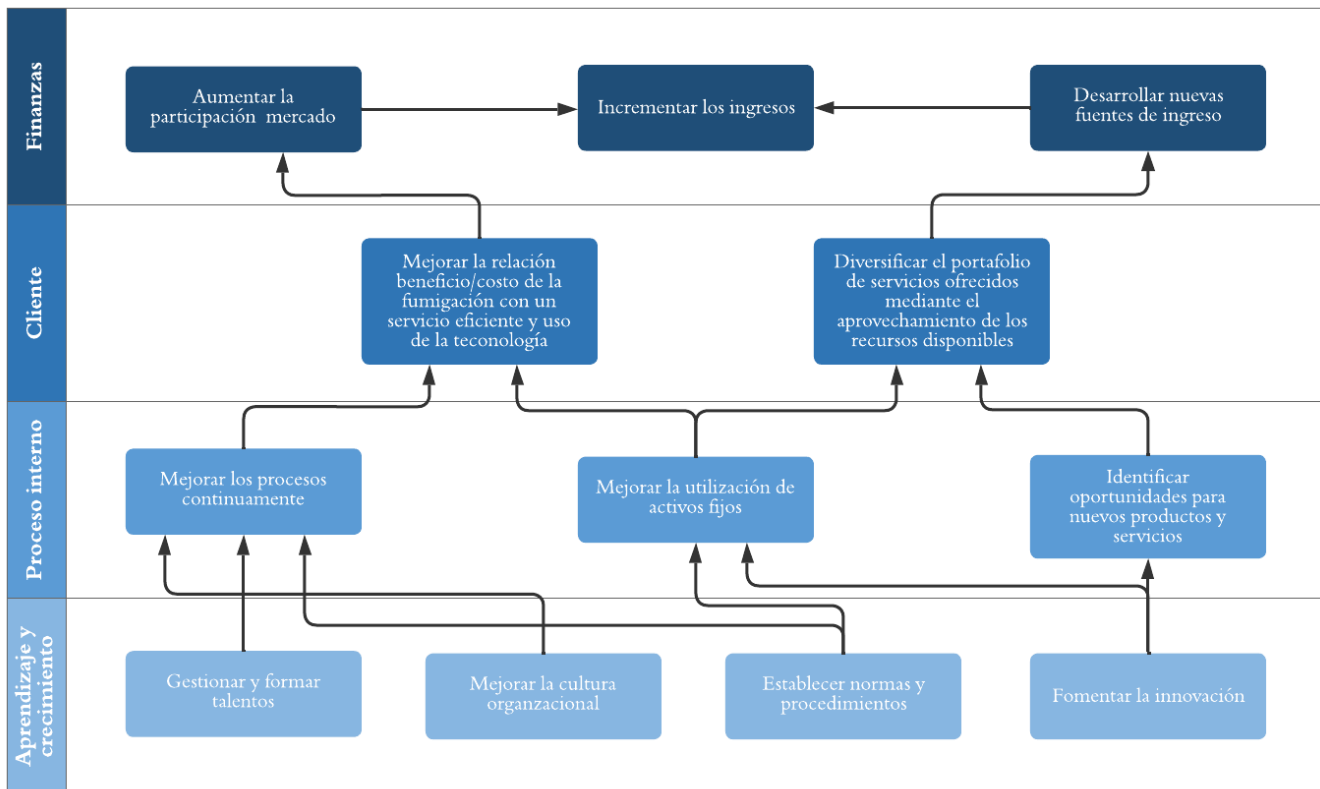 Finanzas
Aumentar la
participación mercado
Incrementar los ingresos
Desarrollar nuevas
fuentes de ingreso
Cliente
Mejorar la relación
beneficio/costo de la
fumigación con un
servicio eficiente y uso
de la teconología
Diversificar el portafolio
de servicios ofrecidos
mediante el
aprovechamiento de los
recursos disponibles
Proceso interno
Mejorar los procesos
continuamente
Mejorar la utilización de
activos fijos
Identificar
oportunidades para
nuevos productos y
servicios
Aprendizaje y
crecimiento
Gestionar y formar
talentos
Mejorar la cultura
organzacional
Establecer normas y
procedimientos
Fomentar la innovación